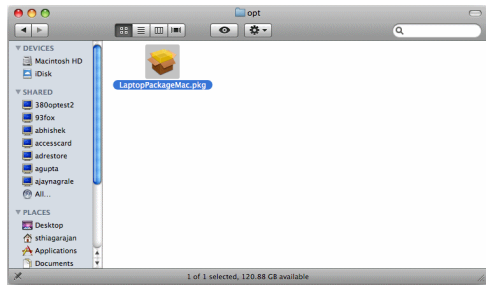 opt
DEVICES
Macintosh HD
iDisk
SHARED
380optest2
93fox
abhishek
accesscard
adrestore
agupta
ajaynagrale
All...
PLACES
Desktop
sthiagarajan
Applications
Documents
LaptopPackageMac.pkg
1 of 1 selected, 120.88 GB available